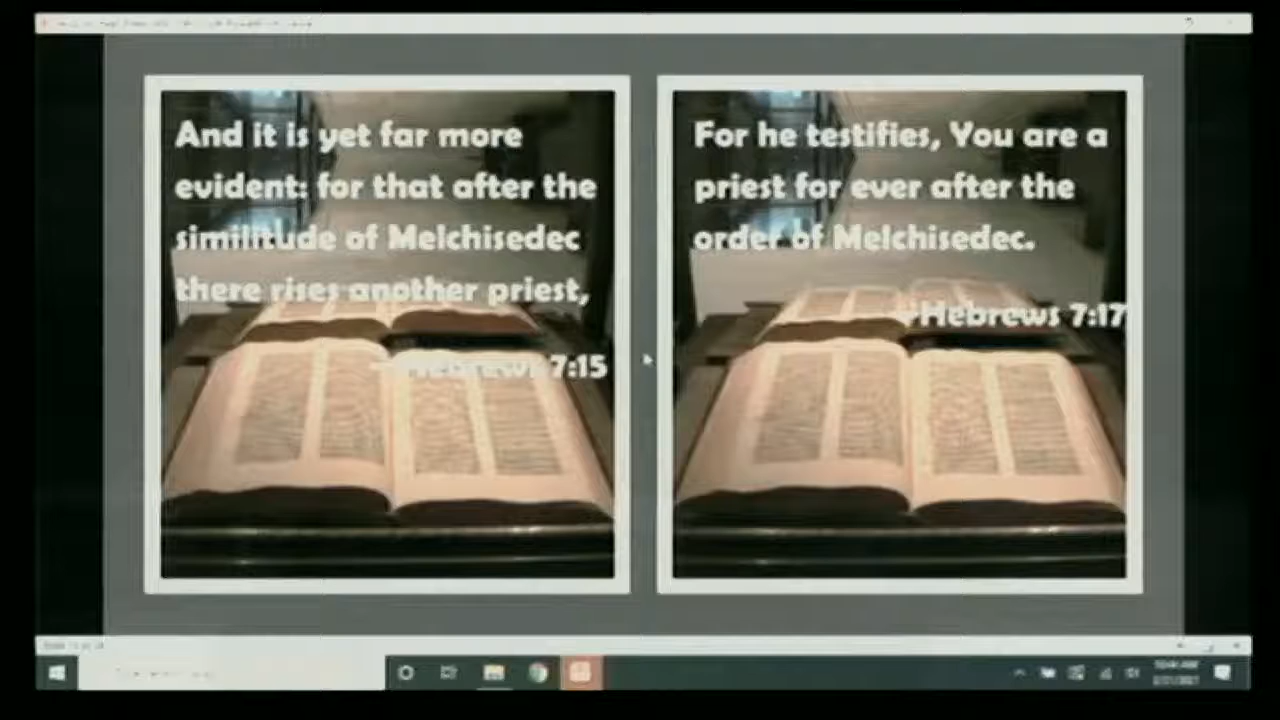 And it is yet far more
evident: for that after the
similitude of Melchisedec
there rises another priest,
Hebrews 7:15
For he testifies, You are a
priest for ever after the
order of Melchisedec.
-Hebrews 7:17